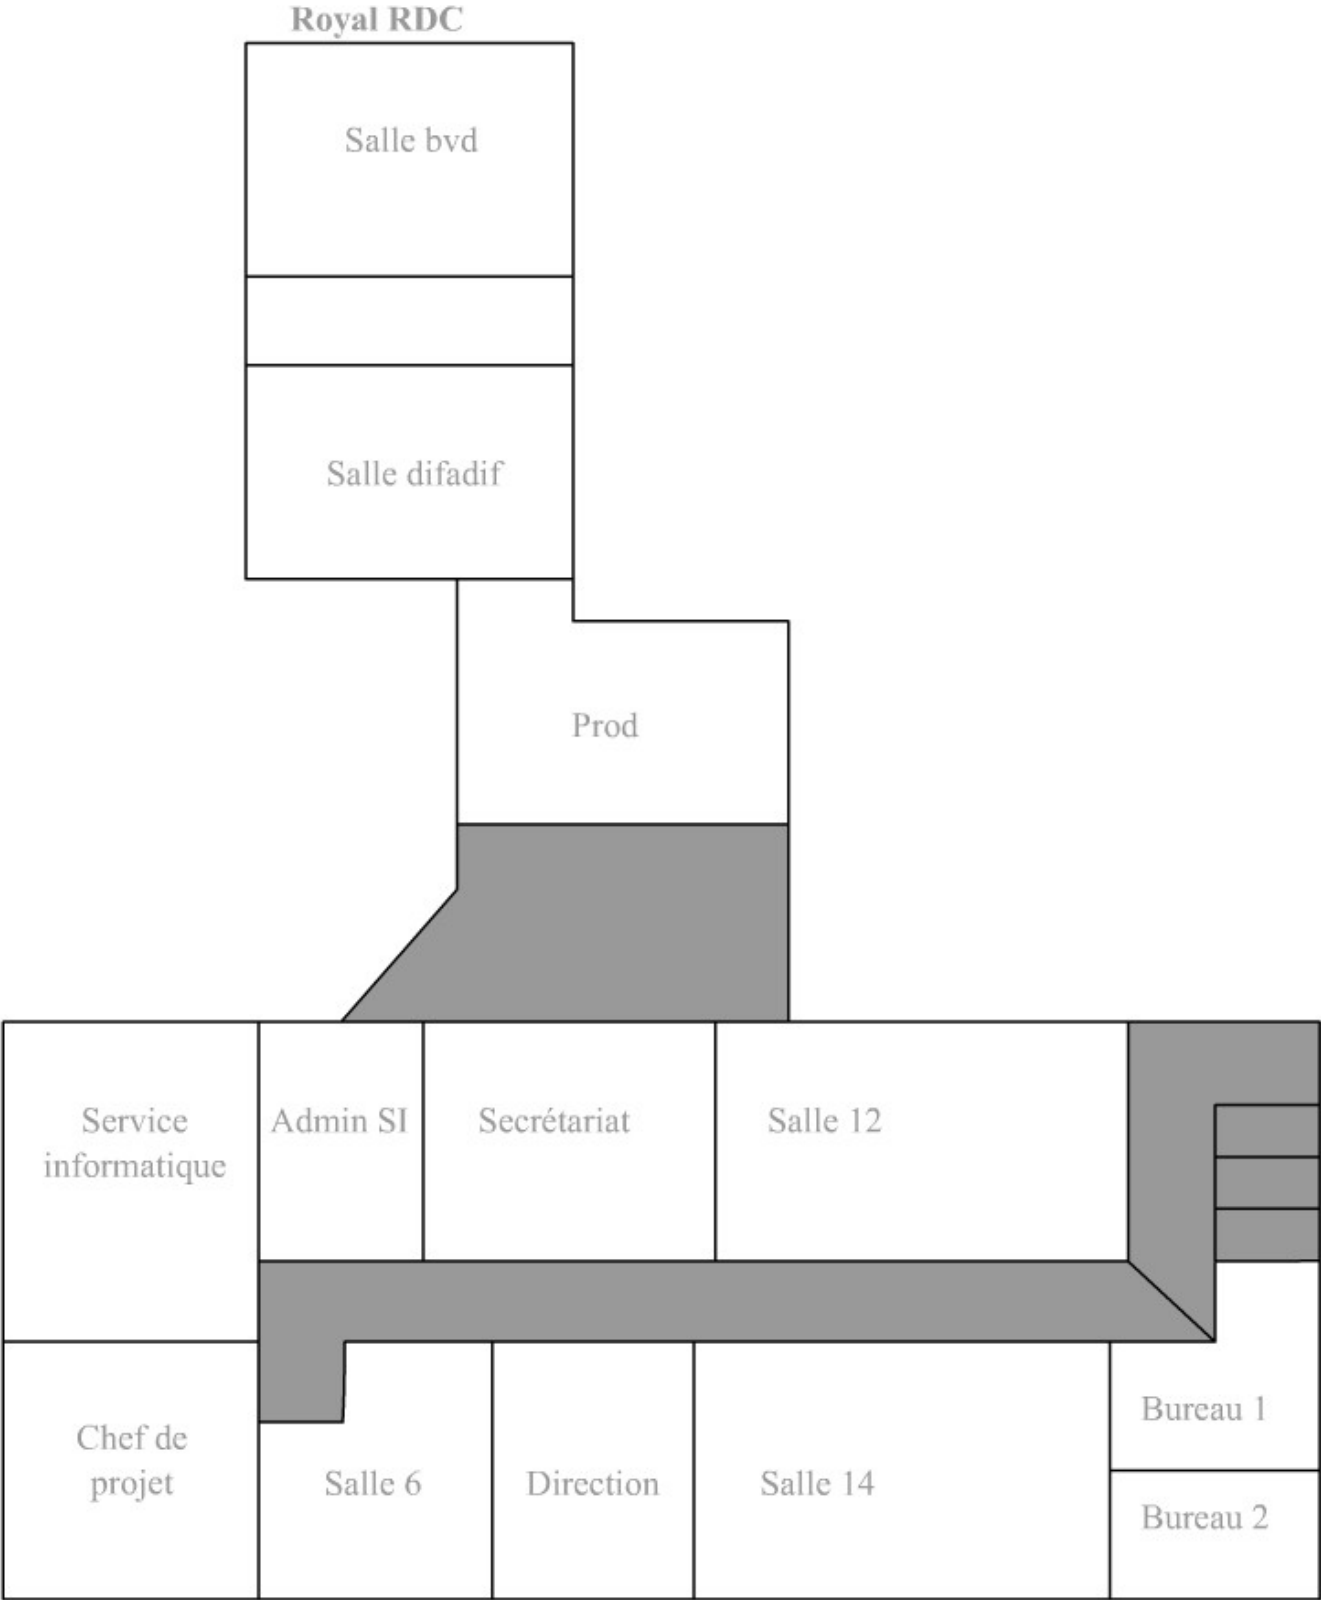 Royal RDC
Salle bvd
Salle difadif
Prod
Service
informatique
Admin SI
Secrétariat
Salle 12
Chef de
projet
Salle 6
Direction
Salle 14
Bureau 1
Bureau 2